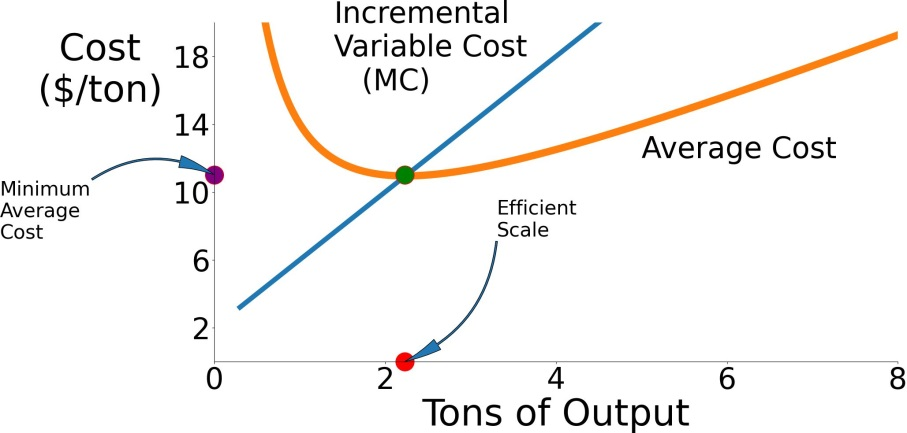 Incremental
Variable Cost
(MC)
Cost
($/ton)
18
14
10
6
2
Average Cost
Minimum
Average
Cost
Efficient
Scale
0 2 4 6 8
Tons of Output